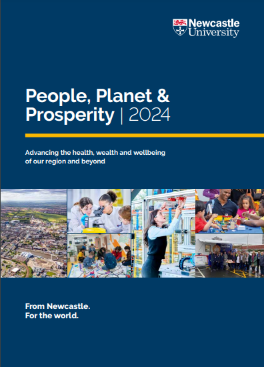 Newcastle
University
People, Planet &
Prosperity | 2024
Advancing the health, wealth and wellbeing
of our region and beyond
From Newcastle.
For the world.